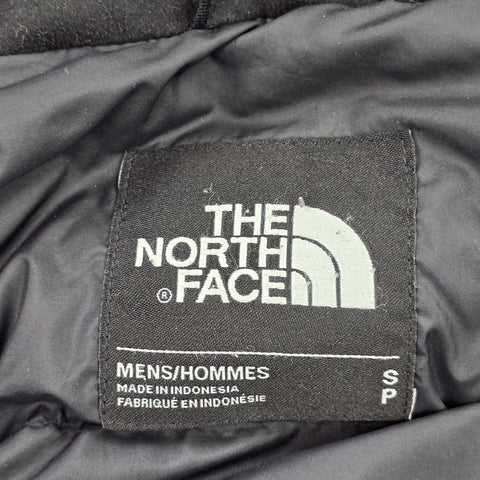 THE
NORTH
® FACE
MENS/HOMMES
MADE IN INDONESIA
FABRIQUÉ EN INDONÉSIE
S
P